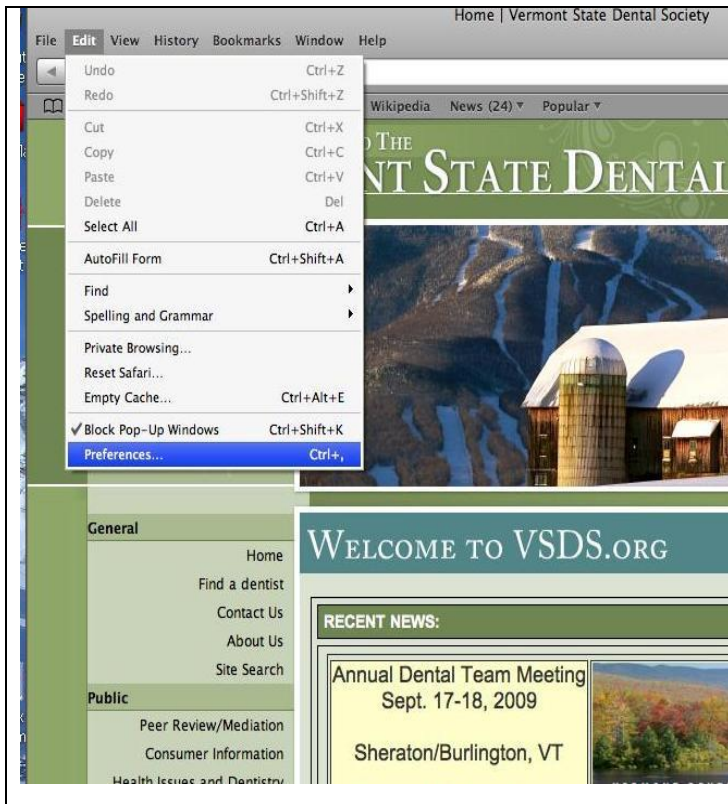 Home | Vermont State Dental Society
File Edit View History Bookmarks Window Help
Undo Ctrl+Z
Redo Ctrl+Shift+Z
Wikipedia News (24) ▾ Popular ▾
Cut Ctrl+X
Copy Ctrl+C
Paste Ctrl+V
Delete Del
Select All Ctrl+A
AutoFill Form Ctrl+Shift+A
Find
Spelling and Grammar
Private Browsing...
Reset Safari...
Empty Cache... Ctrl+Alt+E
✓ Block Pop-Up Windows Ctrl+Shift+K
Preferences... Ctrl+,
THE
NT STATE DENTAL
General
Home
Find a dentist
Contact Us
About Us
Site Search
Public
Peer Review/Mediation
Consumer Information
Health Issues and Dentistry
WELCOME TO VSDS.ORG
RECENT NEWS:
Annual Dental Team Meeting
Sept. 17-18, 2009
Sheraton/Burlington, VT